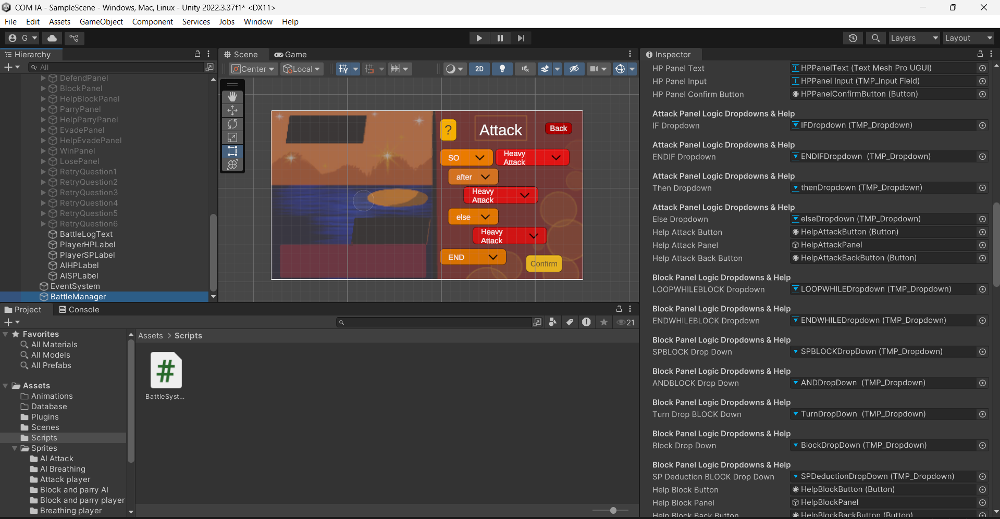 COM IA - SampleScene - Windows, Mac, Linux - Unity 2022.3.37f1* <DX11>
File Edit Assets GameObject Component Services Jobs Window Help
G
Layers
Layout
Hierarchy
All
DefendPanel
BlockPanel
HelpBlockPanel
ParryPanel
HelpParryPanel
EvadePanel
HelpEvadePanel
WinPanel
LosePanel
RetryQuestion1
RetryQuestion2
RetryQuestion3
RetryQuestion4
RetryQuestion5
RetryQuestion6
BattleLogText
PlayerHPLabel
PlayerSPLabel
AIHPLabel
AISPLabel
EventSystem
BattleManager
Scene
Game
Center
Local
2D
?
Attack
Back
SO
Heavy
Attack
after
Heavy
Attack
else
Heavy
Attack
END
Confirm
Project
Console
21
Favorites
All Materials
All Models
All Prefabs
Assets
Animations
Database
Plugins
Scenes
Scripts
Sprites
AI Attack
AI Breathing
Attack player
Block and parry AI
Block and parry player
Breathing player
Assets > Scripts
#
BattleSyst...
Inspector
HP Panel Text HPPanelText (Text Mesh Pro UGUI)
HP Panel Input HPPanel Input (TMP_Input Field)
HP Panel Confirm Button HPPanelConfirmButton (Button)
Attack Panel Logic Dropdowns & Help
IF Dropdown IFDropdown (TMP_Dropdown)
Attack Panel Logic Dropdowns & Help
ENDIF Dropdown ENDIFDropdown (TMP_Dropdown)
Attack Panel Logic Dropdowns & Help
Then Dropdown thenDropdown (TMP_Dropdown)
Attack Panel Logic Dropdowns & Help
Else Dropdown elseDropdown (TMP_Dropdown)
Help Attack Button HelpAttackButton (Button)
Help Attack Panel HelpAttackPanel
Help Attack Back Button HelpAttackBackButton (Button)
Block Panel Logic Dropdowns & Help
LOOPWHILEBLOCK Dropdown LOOPWHILEDropdown (TMP_Dropdown)
Block Panel Logic Dropdowns & Help
ENDWHILEBLOCK Dropdown ENDWHILEDropdown (TMP_Dropdown)
Block Panel Logic Dropdowns & Help
SPBLOCK Drop Down SPBLOCKDropDown (TMP_Dropdown)
Block Panel Logic Dropdowns & Help
ANDBLOCK Drop Down ANDDropDown (TMP_Dropdown)
Block Panel Logic Dropdowns & Help
Turn Drop BLOCK Down TurnDropDown (TMP_Dropdown)
Block Panel Logic Dropdowns & Help
Block Drop Down BlockDropDown (TMP_Dropdown)
Block Panel Logic Dropdowns & Help
SP Deduction BLOCK Drop Down SPDeductionDropDown (TMP_Dropdown)
Help Block Button HelpBlockButton (Button)
Help Block Panel HelpBlockPanel
Help Block Back Button HelpBlockBackButton (Button)